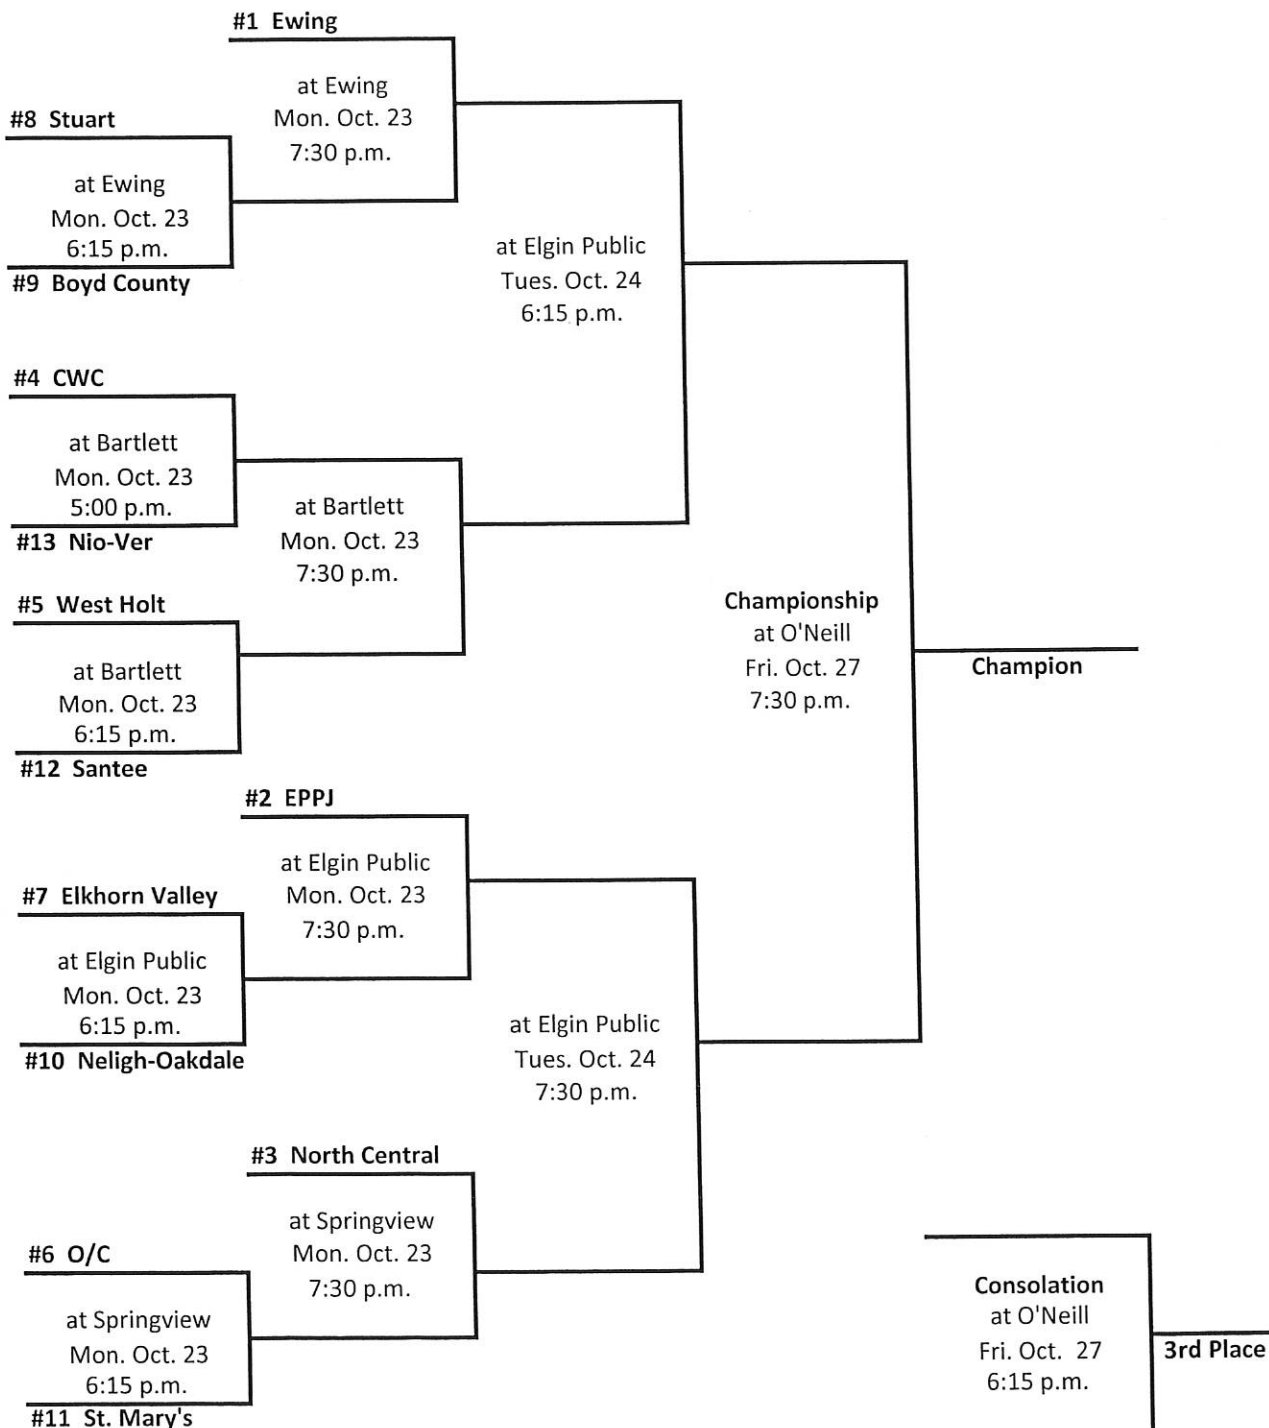 #1 Ewing
at Ewing
Mon. Oct. 23
7:30 p.m.
#8 Stuart
at Ewing
Mon. Oct. 23
6:15 p.m.
#9 Boyd County
at Elgin Public
Tues. Oct. 24
6:15 p.m.
#4 CWC
at Bartlett
Mon. Oct. 23
5:00 p.m.
#13 Nio-Ver
at Bartlett
Mon. Oct. 23
7:30 p.m.
#5 West Holt
at Bartlett
Mon. Oct. 23
6:15 p.m.
#12 Santee
Championship
at O'Neill
Fri. Oct. 27
7:30 p.m.
Champion
#2 EPPJ
at Elgin Public
Mon. Oct. 23
7:30 p.m.
#7 Elkhorn Valley
at Elgin Public
Mon. Oct. 23
6:15 p.m.
#10 Neligh-Oakdale
at Elgin Public
Tues. Oct. 24
7:30 p.m.
#3 North Central
at Springview
Mon. Oct. 23
7:30 p.m.
#6 O/C
at Springview
Mon. Oct. 23
6:15 p.m.
#11 St. Mary's
Consolation
at O'Neill
Fri. Oct. 27
6:15 p.m.
3rd Place